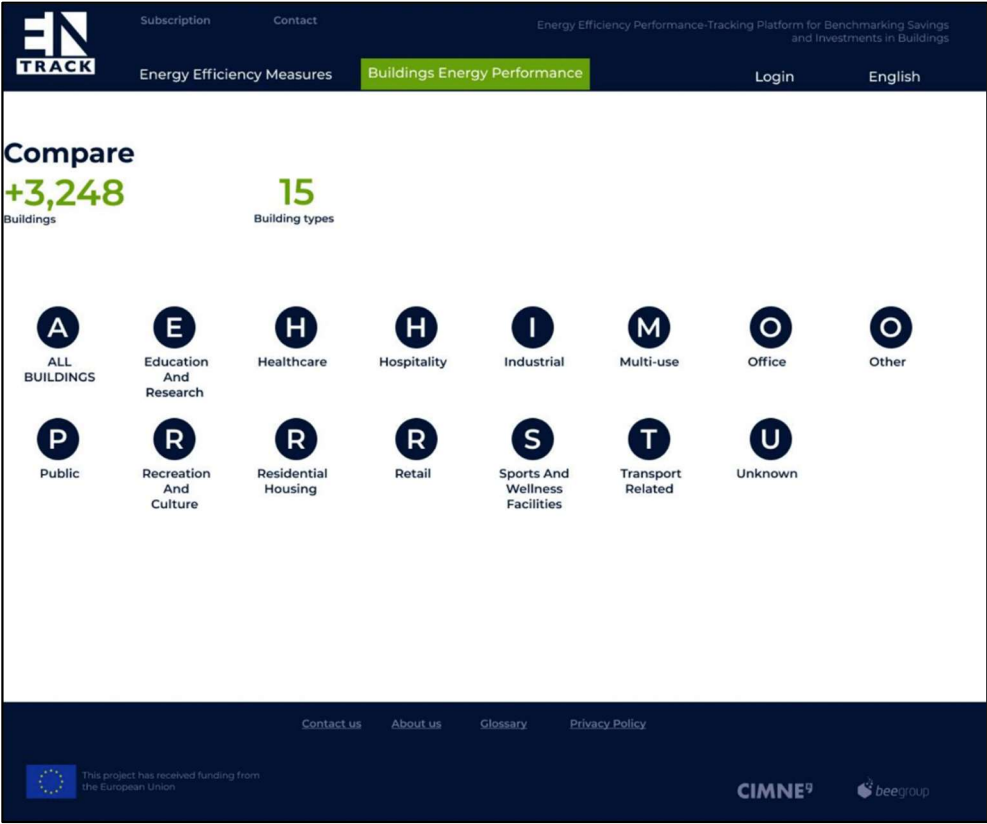 EN
TRACK
Subscription
Contact
Energy Efficiency Performance-Tracking Platform for Benchmarking Savings
and Investments in Buildings
Energy Efficiency Measures
Buildings Energy Performance
Login
English
Compare
+3,248
Buildings
15
Building types
A
ALL
BUILDINGS
E
Education
And
Research
H
Healthcare
H
Hospitality
I
Industrial
M
Multi-use
O
Office
O
Other
P
Public
R
Recreation
And
Culture
R
Residential
Housing
R
Retail
S
Sports And
Wellness
Facilities
T
Transport
Related
U
Unknown
Contact us
About us
Glossary
Privacy Policy
This project has received funding from
the European Union
CIMNE⁹
beegroup